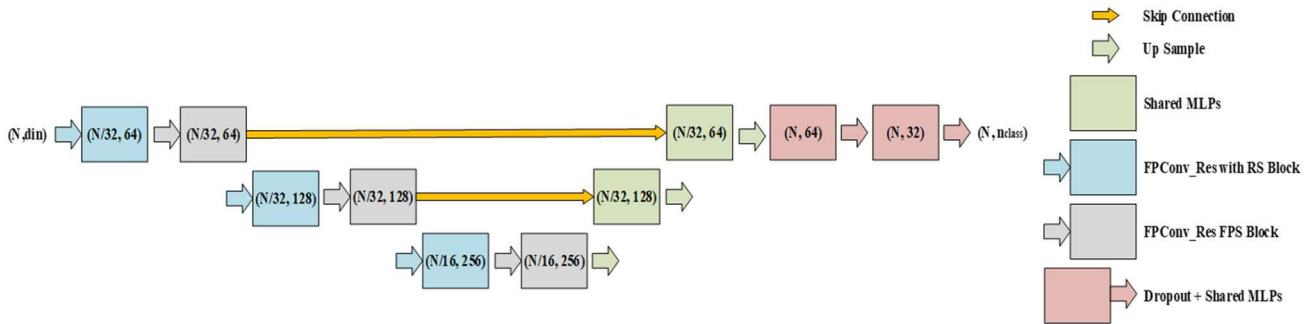 Skip Connection
Up Sample
(N,din)
(N/32, 64)
(N/32, 64)
(N/32, 64)
(N, 64)
(N, 32)
(N, nclass)
Shared MLPs
(N/32, 128)
(N/32, 128)
(N/32, 128)
FPConv_Res with RS Block
(N/16, 256)
(N/16, 256)
FPConv_Res FPS Block
Dropout + Shared MLPs